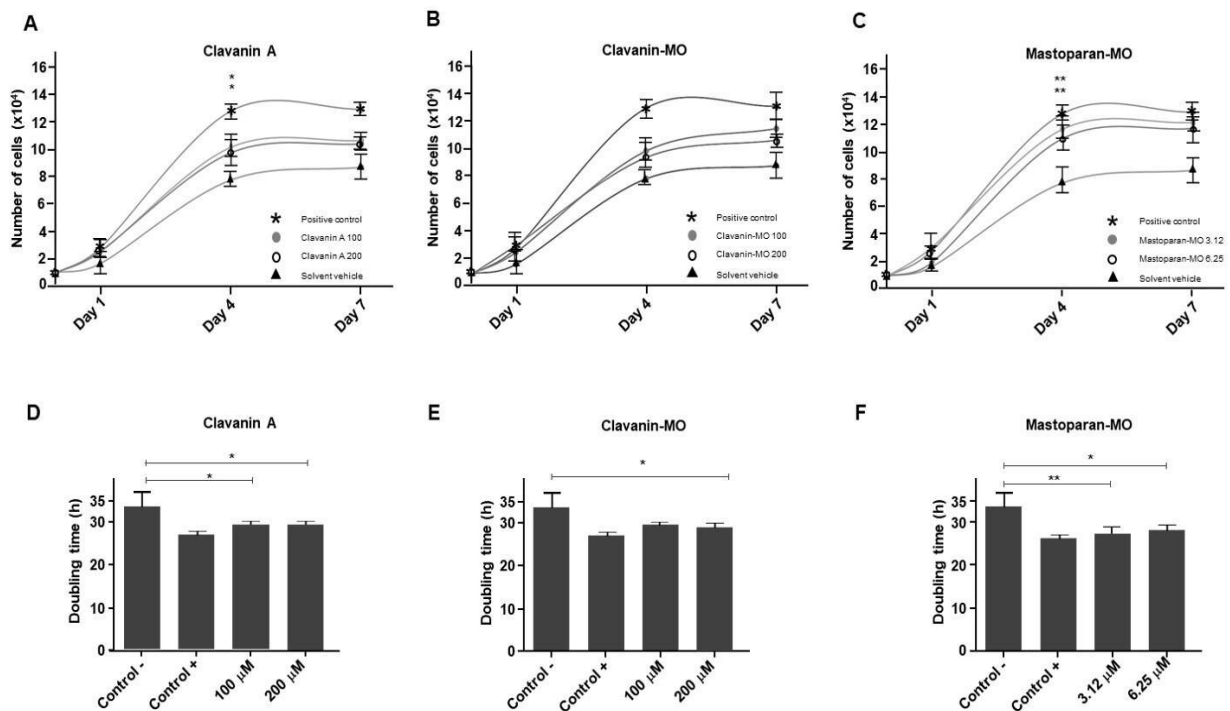 A
Clavanin A
Number of cells (x10⁴)
16
14
12
10
8
6
4
2
0
*
*
Positive control
Clavanin A 100
Clavanin A 200
Solvent vehicle
Day 1
Day 4
Day 7
B
Clavanin-MO
Number of cells (x10⁴)
16
14
12
10
8
6
4
2
0
Positive control
Clavanin-MO 100
Clavanin-MO 200
Solvent vehicle
Day 1
Day 4
Day 7
C
Mastoparan-MO
Number of cells (x10⁴)
16
14
12
10
8
6
4
2
0
**
**
Positive control
Mastoparan-MO 3.12
Mastoparan-MO 6.25
Solvent vehicle
Day 1
Day 4
Day 7
D
Clavanin A
Doubling time (h)
35
30
20
10
0
*
*
Control -
Control +
100 µM
200 µM
E
Clavanin-MO
Doubling time (h)
35
30
20
10
0
*
Control -
Control +
100 µM
200 µM
F
Mastoparan-MO
Doubling time (h)
35
30
20
10
0
*
**
Control -
Control +
3.12 µM
6.25 µM